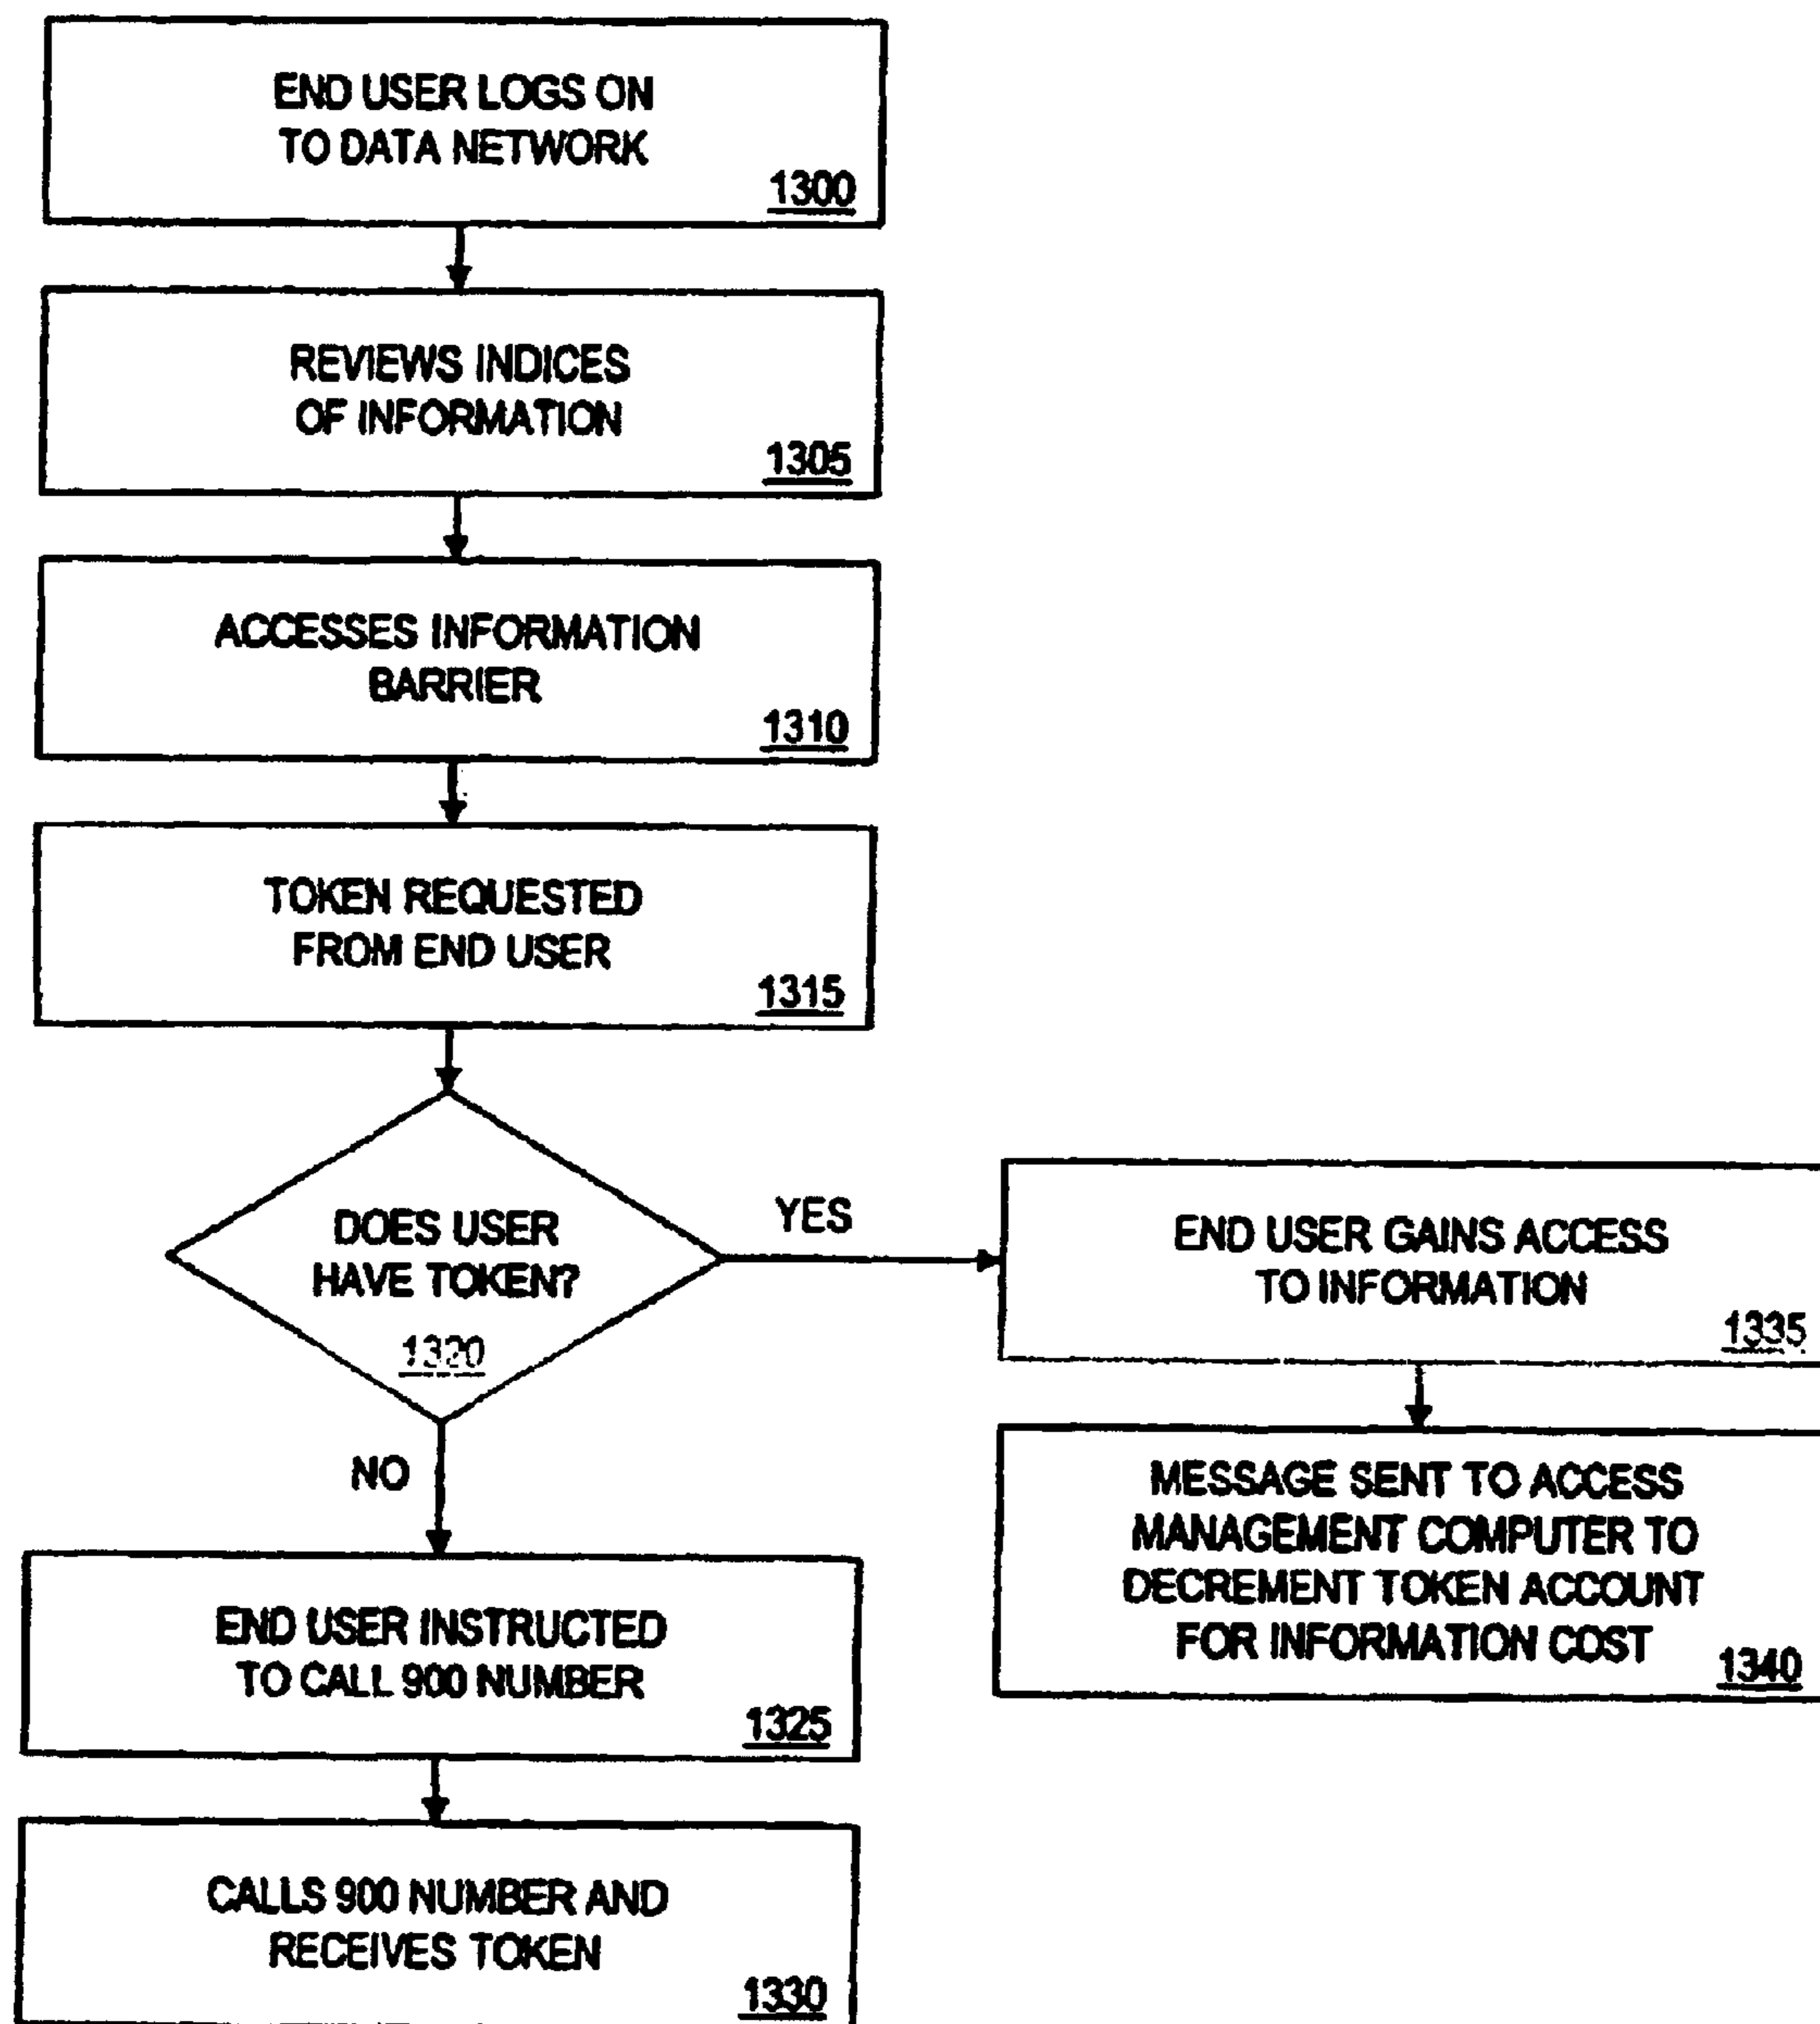 END USER LOGS ON
TO DATA NETWORK
1300
REVIEWS INDICES
OF INFORMATION
1305
ACCESSES INFORMATION
BARRIER
1310
TOKEN REQUESTED
FROM END USER
1315
DOES USER
HAVE TOKEN?
1320
YES
END USER GAINS ACCESS
TO INFORMATION
1335
MESSAGE SENT TO ACCESS
MANAGEMENT COMPUTER TO
DECREMENT TOKEN ACCOUNT
FOR INFORMATION COST
1340
NO
END USER INSTRUCTED
TO CALL 900 NUMBER
1325
CALLS 900 NUMBER AND
RECEIVES TOKEN
1330